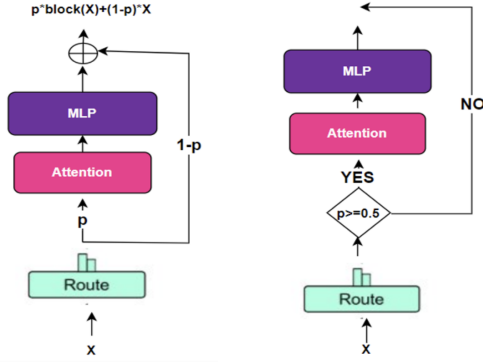 p*block(X)+(1-p)*X
MLP
Attention
1-p
p
Route
X
MLP
NO
Attention
YES
p>=0.5
Route
X